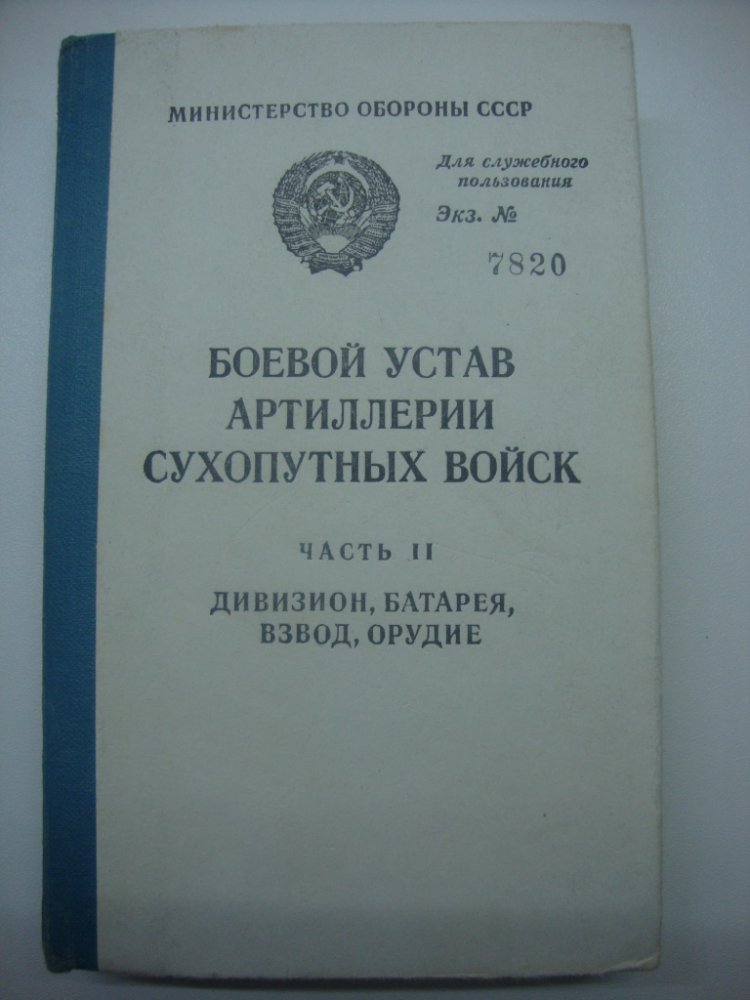 МИНИСТЕРСТВО ОБОРОНЫ СССР
Для служебного
пользования
Экз. №
7820
БОЕВОЙ УСТАВ
АРТИЛЛЕРИИ
СУХОПУТНЫХ ВОЙСК
ЧАСТЬ II
ДИВИЗИОН, БАТАРЕЯ,
ВЗВОД, ОРУДИЕ